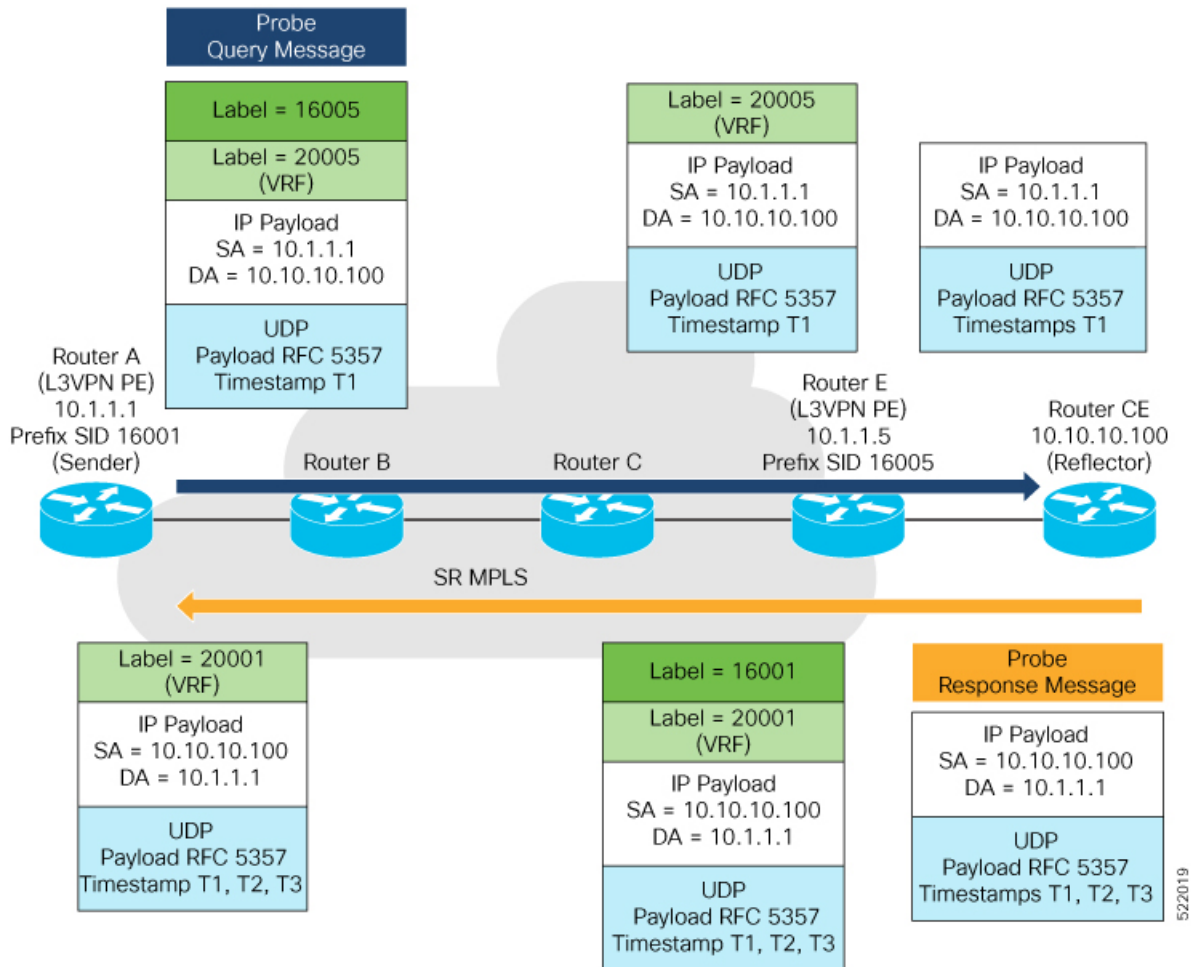 Probe
Query Message
Label = 16005
Label = 20005
(VRF)
IP Payload
SA = 10.1.1.1
DA = 10.10.10.100
UDP
Payload RFC 5357
Timestamp T1
Label = 20005
(VRF)
IP Payload
SA = 10.1.1.1
DA = 10.10.10.100
UDP
Payload RFC 5357
Timestamp T1
IP Payload
SA = 10.1.1.1
DA = 10.10.10.100
UDP
Payload RFC 5357
Timestamps T1
Router A
(L3VPN PE)
10.1.1.1
Prefix SID 16001
(Sender)
Router B
Router C
Router E
(L3VPN PE)
10.1.1.5
Prefix SID 16005
Router CE
10.10.10.100
(Reflector)
SR MPLS
Label = 20001
(VRF)
IP Payload
SA = 10.10.10.100
DA = 10.1.1.1
UDP
Payload RFC 5357
Timestamp T1, T2, T3
Label = 16001
Label = 20001
(VRF)
IP Payload
SA = 10.10.10.100
DA = 10.1.1.1
UDP
Payload RFC 5357
Timestamp T1, T2, T3
Probe
Response Message
IP Payload
SA = 10.10.10.100
DA = 10.1.1.1
UDP
Payload RFC 5357
Timestamps T1, T2, T3
522019